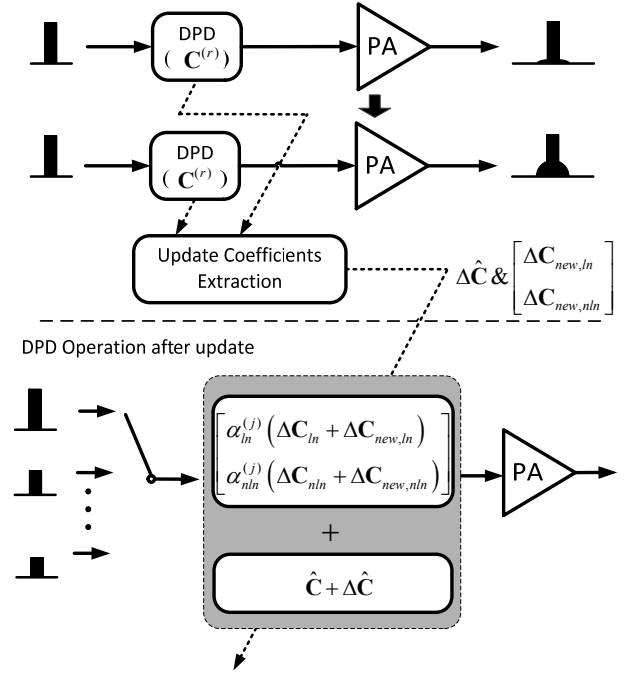 DPD
( C^(r) )
PA
DPD
( C^(r) )
PA
Update Coefficients
Extraction
ΔĈ & [ΔC_new,ln
ΔC_new,nln]
DPD Operation after update
[α_ln^(j) (ΔC_ln + ΔC_new,ln)
α_nln^(j) (ΔC_nln + ΔC_new,nln)]
PA
+
Ĉ + ΔĈ